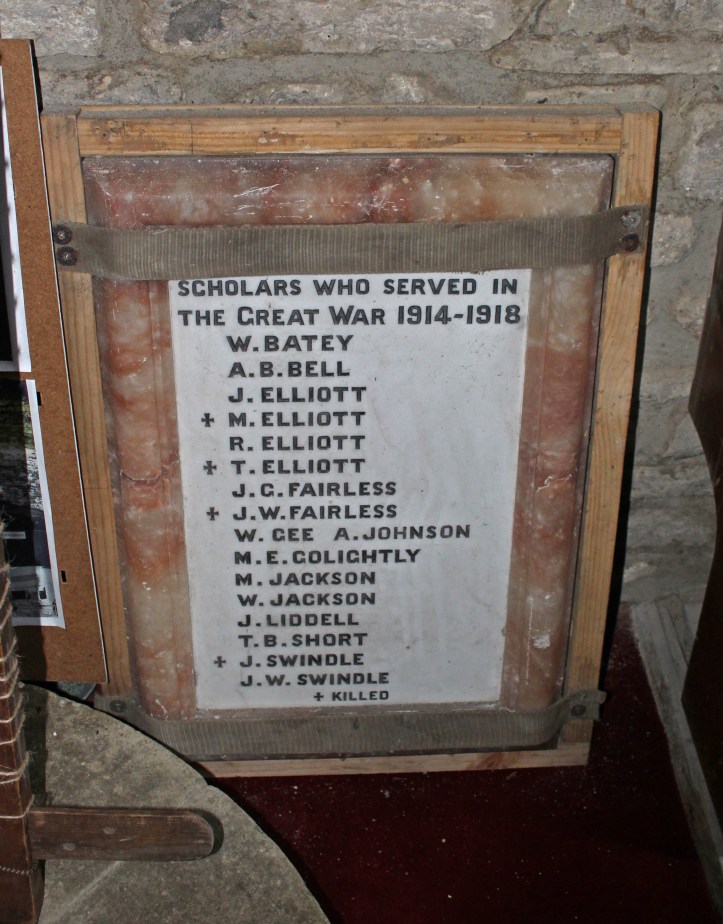 SCHOLARS WHO SERVED IN
THE GREAT WAR 1914-1918
W. BATEY
A. B. BELL
J. ELLIOTT
+ M. ELLIOTT
R. ELLIOTT
+ T. ELLIOTT
J. G. FAIRLESS
+ J. W. FAIRLESS
W. GEE A. JOHNSON
M. E. GOLIGHTLY
M. JACKSON
W. JACKSON
J. LIDDELL
T. B. SHORT
+ J. SWINDLE
J. W. SWINDLE
+ KILLED